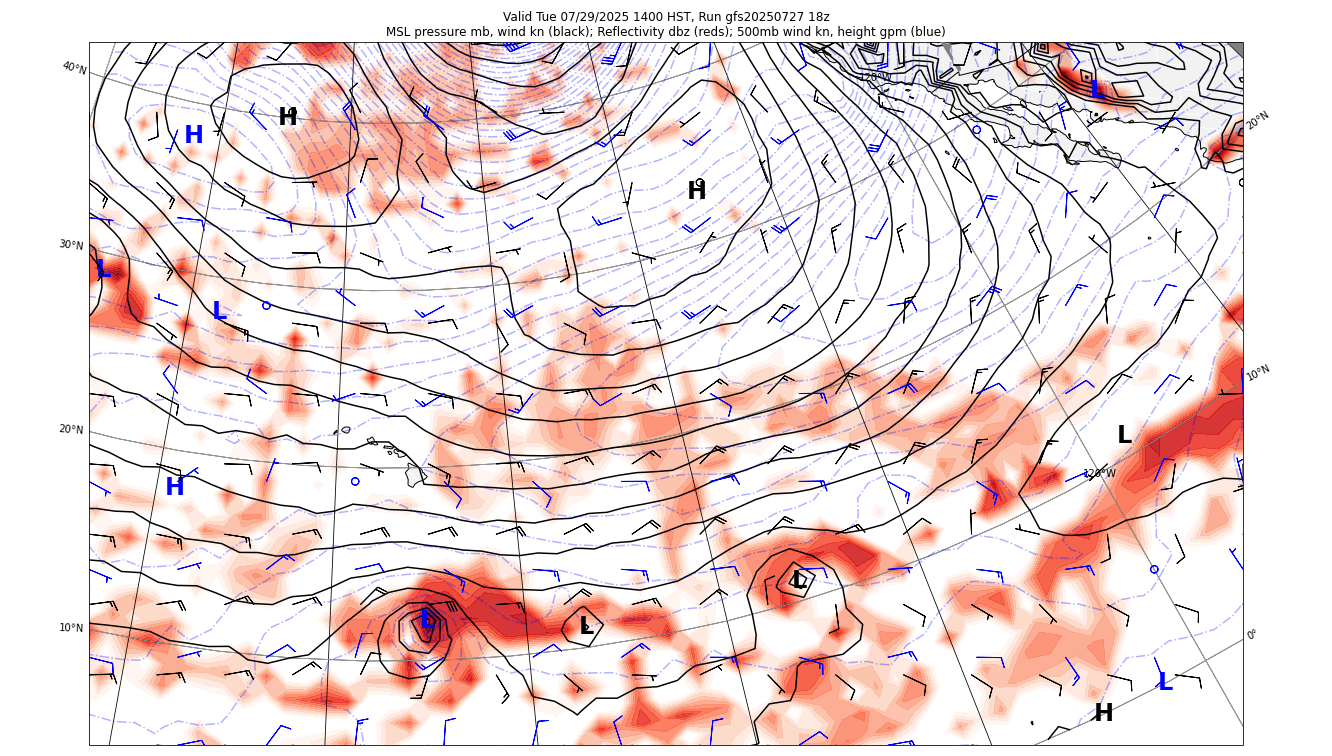 Valid Tue 07/29/2025 1400 HST, Run gfs20250727 18z
MSL pressure mb, wind kn (black); Reflectivity dbz (reds); 500mb wind kn, height gpm (blue)
40°N
120°W
L
20°N
H
H
H
30°N
L
L
10°N
20°N
L
120°W
H
L
10°N
L
L
0°
L
H